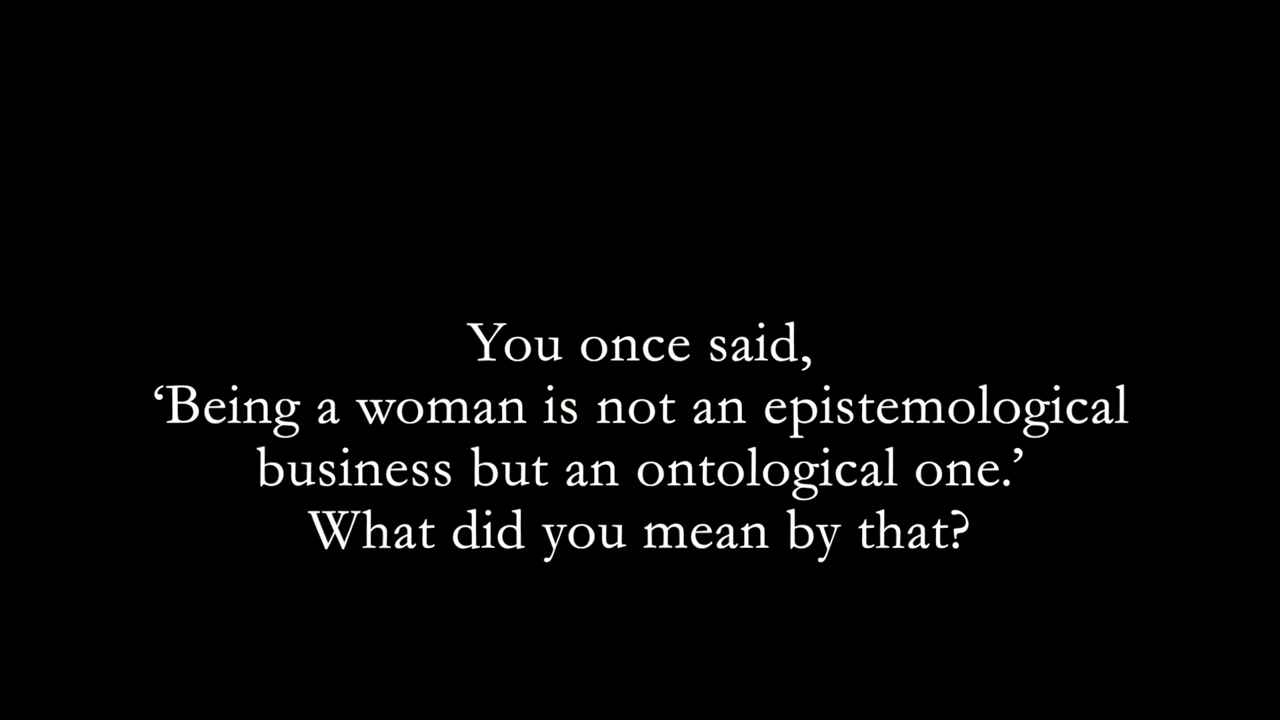 You once said,
‘Being a woman is not an epistemological
business but an ontological one.’
What did you mean by that?